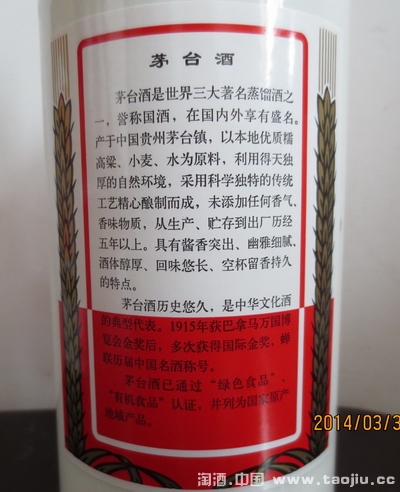 茅台酒
茅台酒是世界三大著名蒸馏酒之
一，誉称国酒，在国内外享有盛名。
产于中国贵州茅台镇，以本地优质糯
高粱、小麦、水为原料，利用得天独
厚的自然环境，采用科学独特的传统
工艺精心酿制而成，未添加任何香气、
香味物质，从生产、贮存到出厂历经
五年以上。具有酱香突出、幽雅细腻、
酒体醇厚、回味悠长、空杯留香持久
的特点。
茅台酒历史悠久，是中华文化酒
的典型代表。1915年获巴拿马万国博
览会金奖后，多次获得国际金奖，蝉
联历届中国名酒称号。
茅台酒已通过“绿色食品”、
“有机食品”认证，并列为国家原产
地域产品。
2014/03/3
淘酒.中国 www.taojiu.cc